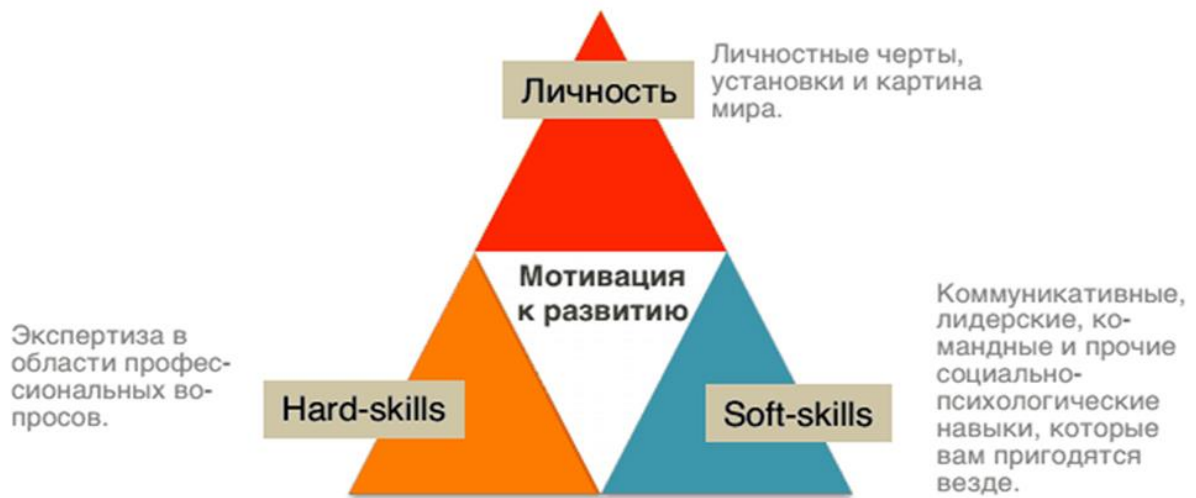 Личность
Личностные черты,
установки и картина
мира.
Мотивация
к развитию
Экспертиза в
области профес-
сиональных во-
просов.
Hard-skills
Soft-skills
Коммуникативные,
лидерские, ко-
мандные и прочие
социально-
психологические
навыки, которые
вам пригодятся
везде.